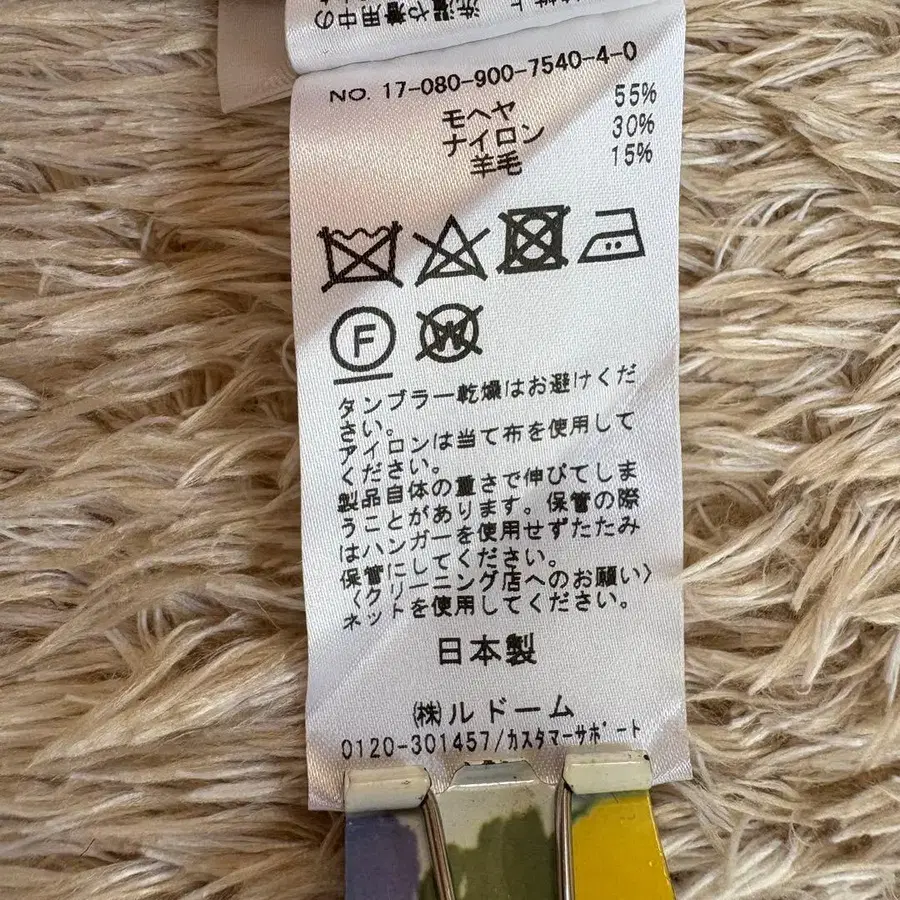 洗濯や着用中の
NO. 17-080-900-7540-4-0
モヘヤ 55%
ナイロン 30%
羊毛 15%
F W
タンブラー乾燥はお避けくだ
さい。
アイロンは当て布を使用して
ください。
製品自体の重さで伸びてしま
うことがあります。保管の際
はハンガーを使用せずたたみ
保管にしてください。
〈クリーニング店へのお願い〉
ネットを使用してください。
日本製
㈱ルドーム
0120-301457/カスタマーサポート